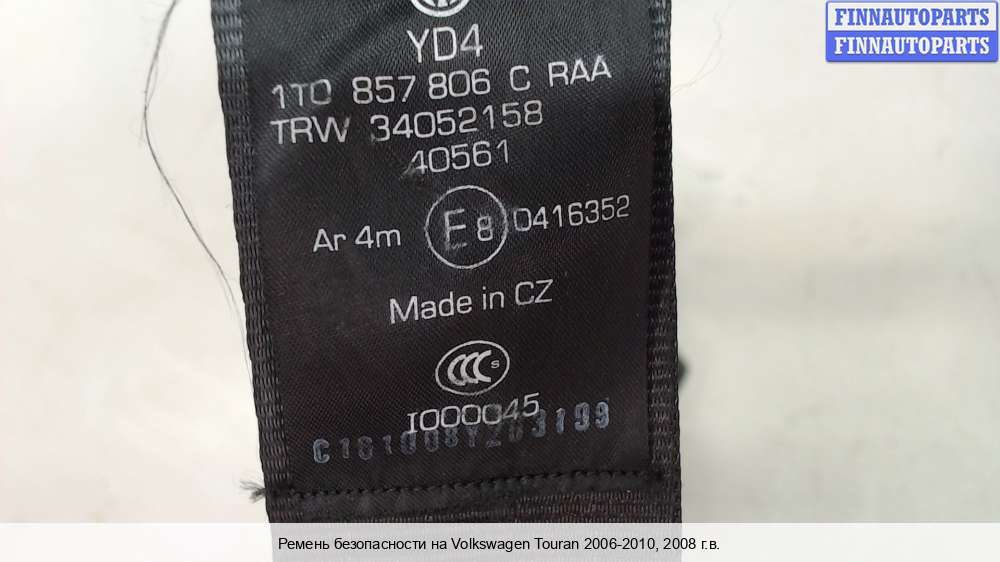 FINNAUTOPARTS
FINNAUTOPARTS
YD4
1T0 857 806 C RAA
TRW 34052158
40561
Ar 4m E8 0416352
Made in CZ
CCC S
I000045
Ремень безопасности на Volkswagen Touran 2006-2010, 2008 г.в.